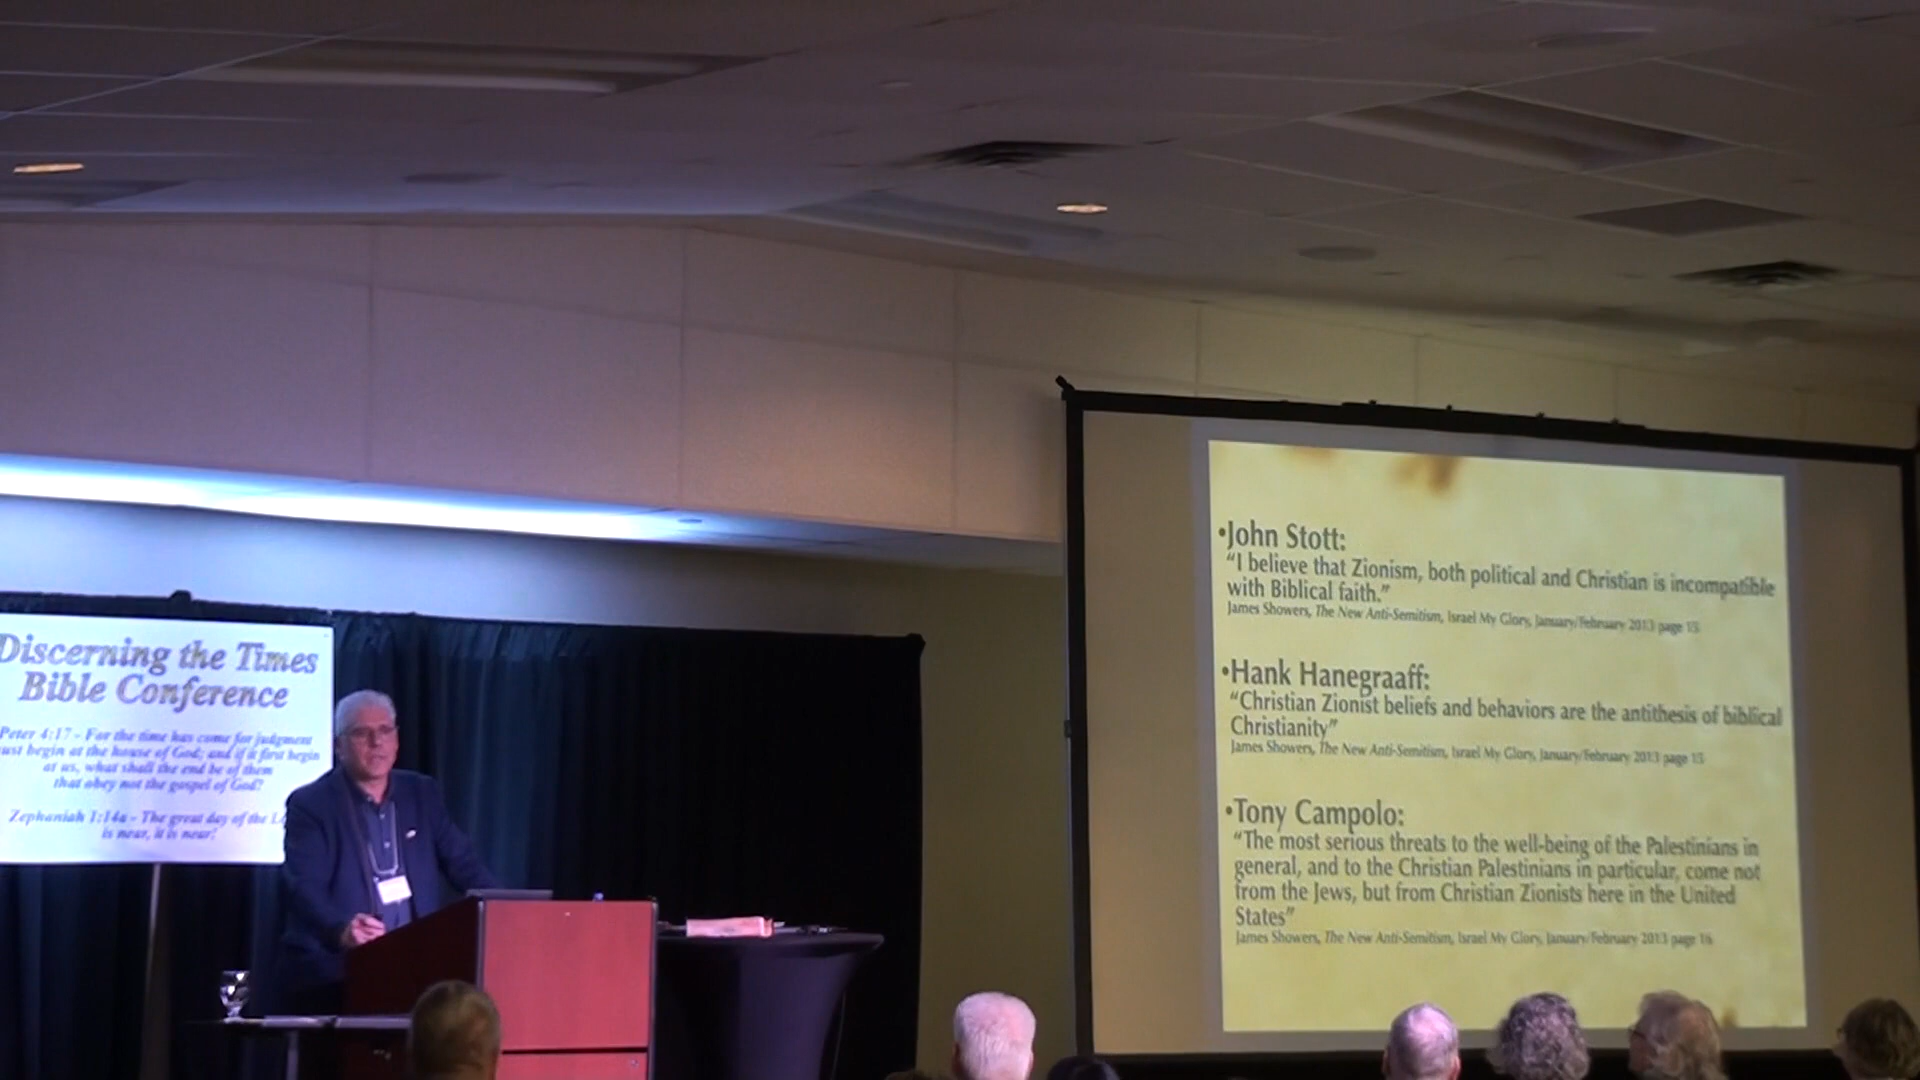 Discerning the Times
Bible Conference
Peter 4:17 - For the time has come for judgment
ust begin at the house of God; and if it first begin
at us, what shall the end be of them
that obey not the gospel of God?
Zephaniah 1:14a - The great day of the
is near, it is near!
•John Stott:
“I believe that Zionism, both political and Christian is incompatible
with Biblical faith.”
James Showers, The New Anti-Semitism, Israel My Glory, January/February 2013 page 15
•Hank Hanegraaff:
“Christian Zionist beliefs and behaviors are the antithesis of biblical
Christianity”
James Showers, The New Anti-Semitism, Israel My Glory, January/February 2013 page 15
•Tony Campolo:
“The most serious threats to the well-being of the Palestinians in
general, and to the Christian Palestinians in particular, come not
from the Jews, but from Christian Zionists here in the United
States”
James Showers, The New Anti-Semitism, Israel My Glory, January/February 2013 page 16